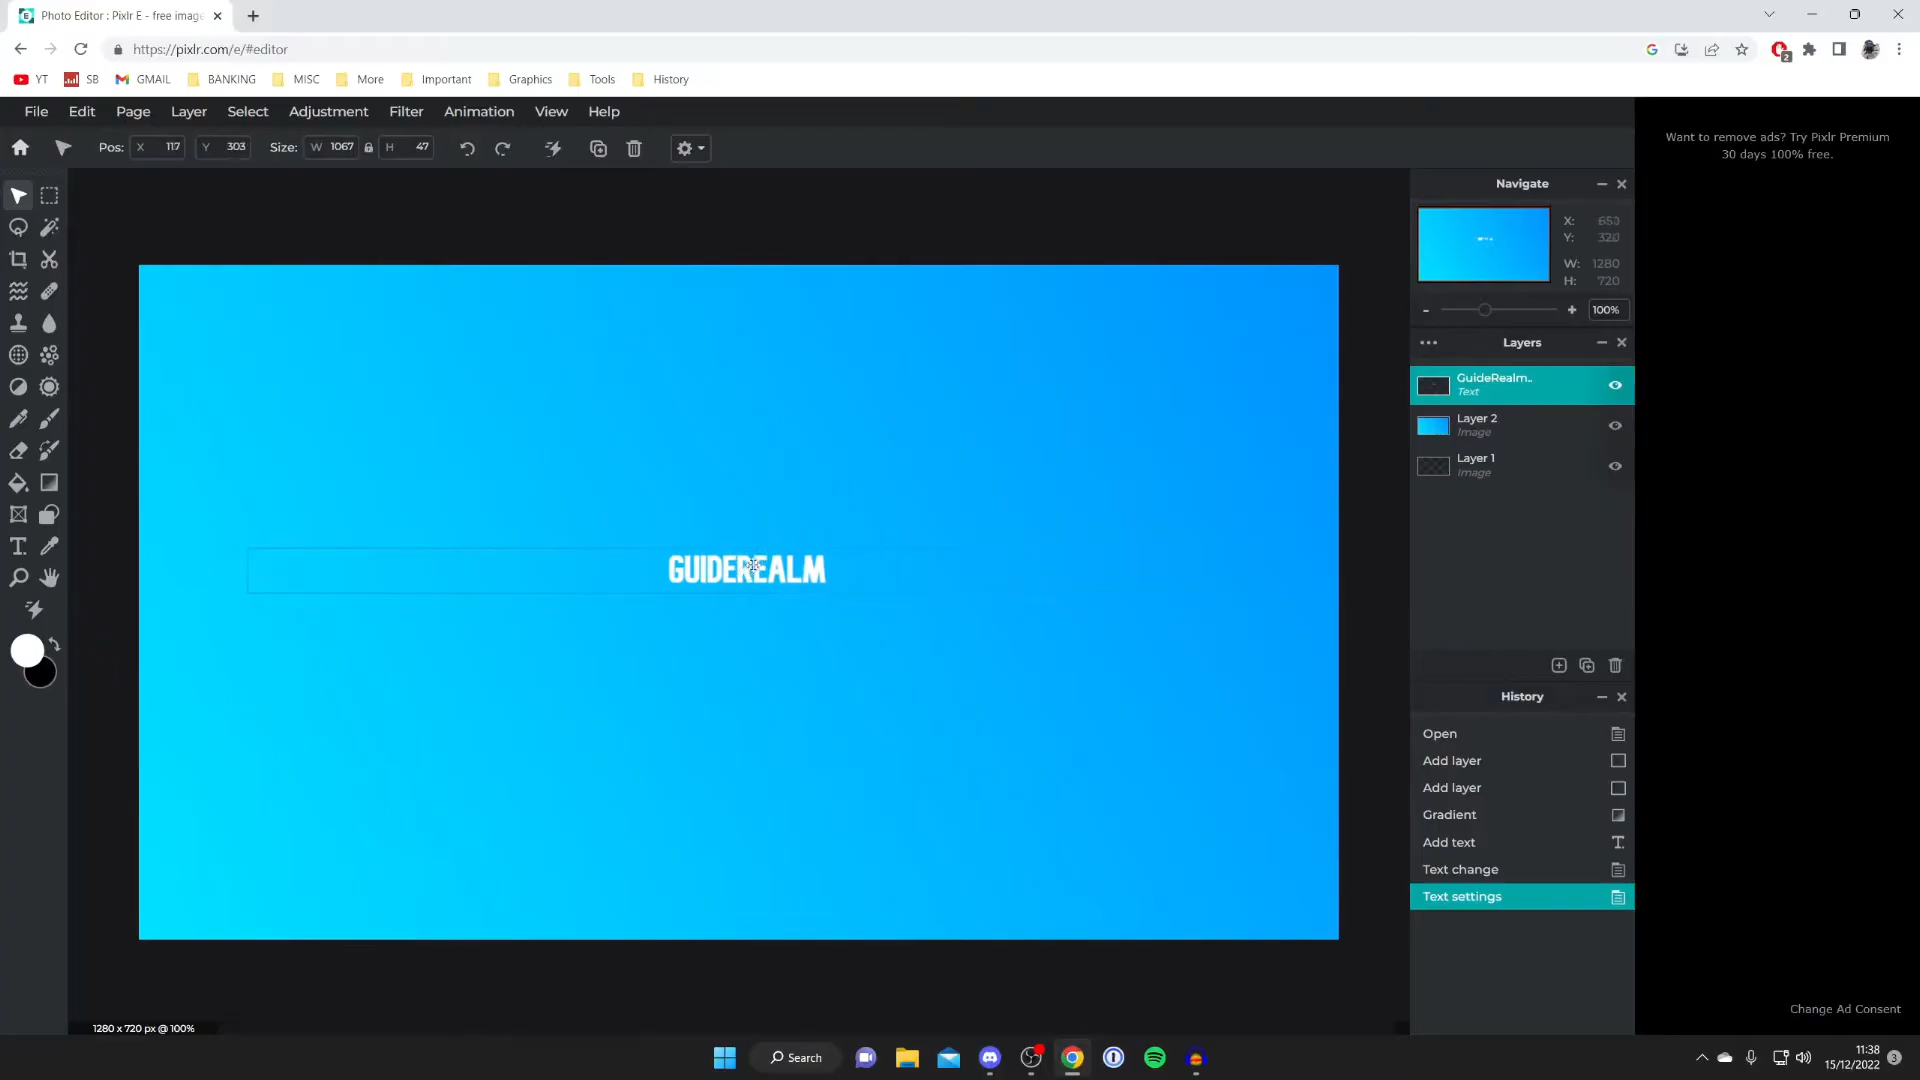 Photo Editor : Pixlr E - free imag
https://pixlr.com/e/#editor
2
YT SB GMAIL BANKING MISC More Important Graphics Tools History
File Edit Page Layer Select Adjustment Filter Animation View Help
Pos: X 117 Y 303 Size: W 1067 H 47
Want to remove ads? Try Pixlr Premium
30 days 100% free.
Navigate
X: 650
Y: 320
W: 1280
H: 720
- + 100%
Layers
GuideRealm..
Text
Layer 2
Image
Layer 1
Image
GUIDEREALM
History
Open
Add layer
Add layer
Gradient
Add text
Text change
Text settings
Change Ad Consent
1280 x 720 px @ 100%
Search
11:38
15/12/2022
3